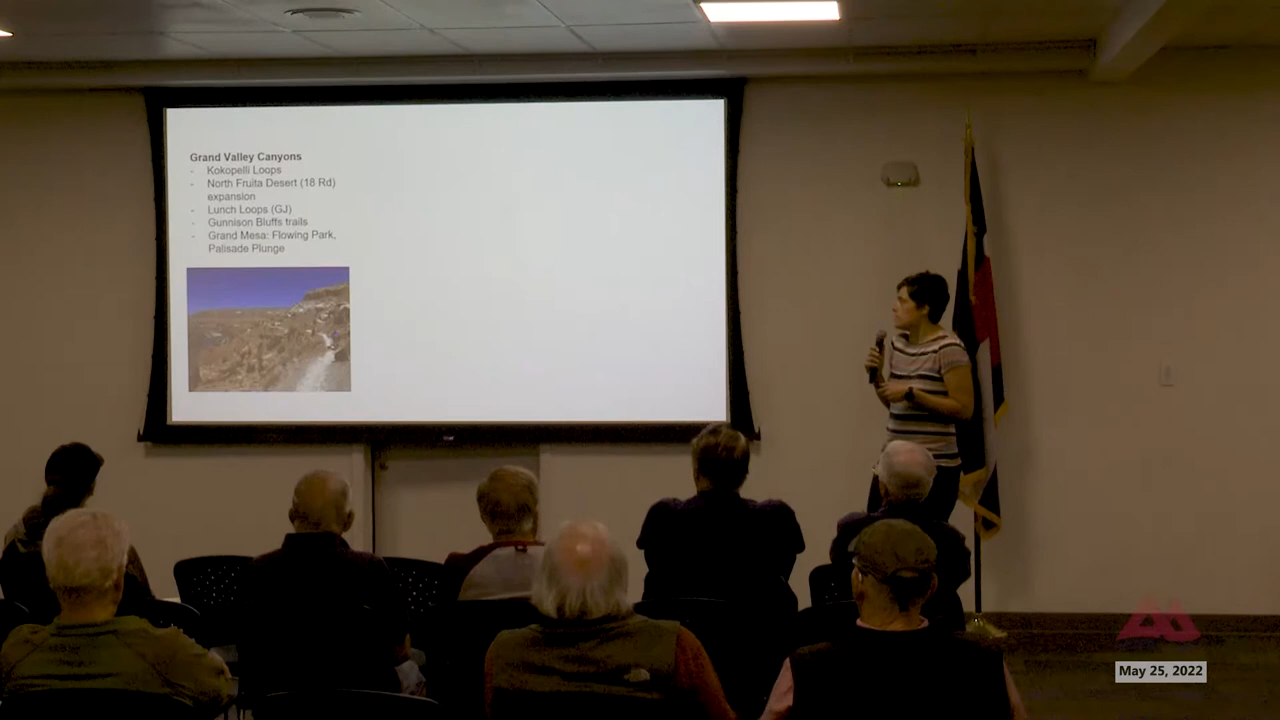 Grand Valley Canyons
- Kokopelli Loops
- North Fruita Desert (18 Rd)
expansion
- Lunch Loops (GJ)
- Gunnison Bluffs trails
- Grand Mesa: Flowing Park,
Palisade Plunge
May 25, 2022